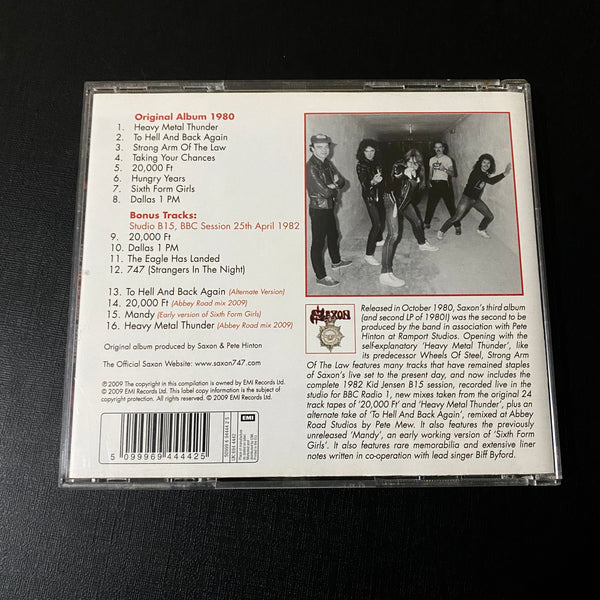 Original Album 1980
1. Heavy Metal Thunder
2. To Hell And Back Again
3. Strong Arm Of The Law
4. Taking Your Chances
5. 20,000 Ft
6. Hungry Years
7. Sixth Form Girls
8. Dallas 1 PM
Bonus Tracks:
Studio B15, BBC Session 25th April 1982
9. 20,000 Ft
10. Dallas 1 PM
11. The Eagle Has Landed
12. 747 (Strangers In The Night)
13. To Hell And Back Again (Alternate Version)
14. 20,000 Ft (Abbey Road mix 2009)
15. Mandy (Early version of Sixth Form Girls)
16. Heavy Metal Thunder (Abbey Road mix 2009)
Original album produced by Saxon & Pete Hinton
The Official Saxon Website: www.saxon747.com
℗ 2009 The copyright in this compilation is owned by EMI Records Ltd.
© 2009 EMI Records Ltd. This label copy information is the subject of
copyright protection. All rights reserved. © 2009 EMI Records Ltd.
5 099969 444425
EMI
SAXON
Released in October 1980, Saxon's third album
(and second LP of 1980!) was the second to be
produced by the band in association with Pete
Hinton at Ramport Studios. Opening with the
self-explanatory 'Heavy Metal Thunder', like
its predecessor Wheels Of Steel, Strong Arm
Of The Law features many tracks that have remained staples
of Saxon's live set to the present day, and now includes the
complete 1982 Kid Jensen B15 session, recorded live in the
studio for BBC Radio 1, new mixes taken from the original 24
track tapes of '20,000 Ft' and 'Heavy Metal Thunder', plus an
alternative take of 'To Hell And Back Again', remixed at Abbey
Road Studios by Pete Mew. It also features the previously
unreleased 'Mandy', an early working version of 'Sixth Form
Girls'. It also features rare memorabilia and extensive liner
notes written in co-operation with lead singer Biff Byford.